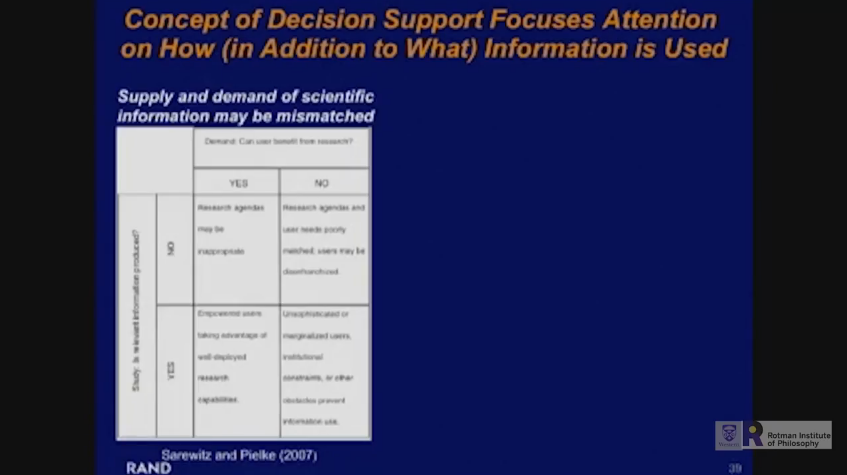 Concept of Decision Support Focuses Attention
on How (in Addition to What) Information is Used
Supply and demand of scientific
information may be mismatched
Demand: Can user benefit from research?
YES
NO
Study: Is relevant information produced?
NO
Research agendas
may be
inappropriate
Research agendas and
user needs poorly
matched; users may be
disenfranchized.
YES
Empowered users
taking advantage of
well-deployed
research
capabilities.
Unsophisticated or
marginalized users,
institutional
constraints, or other
obstacles prevent
information use.
Sarewitz and Pielke (2007)
RAND
39
Rotman Institute
of Philosophy